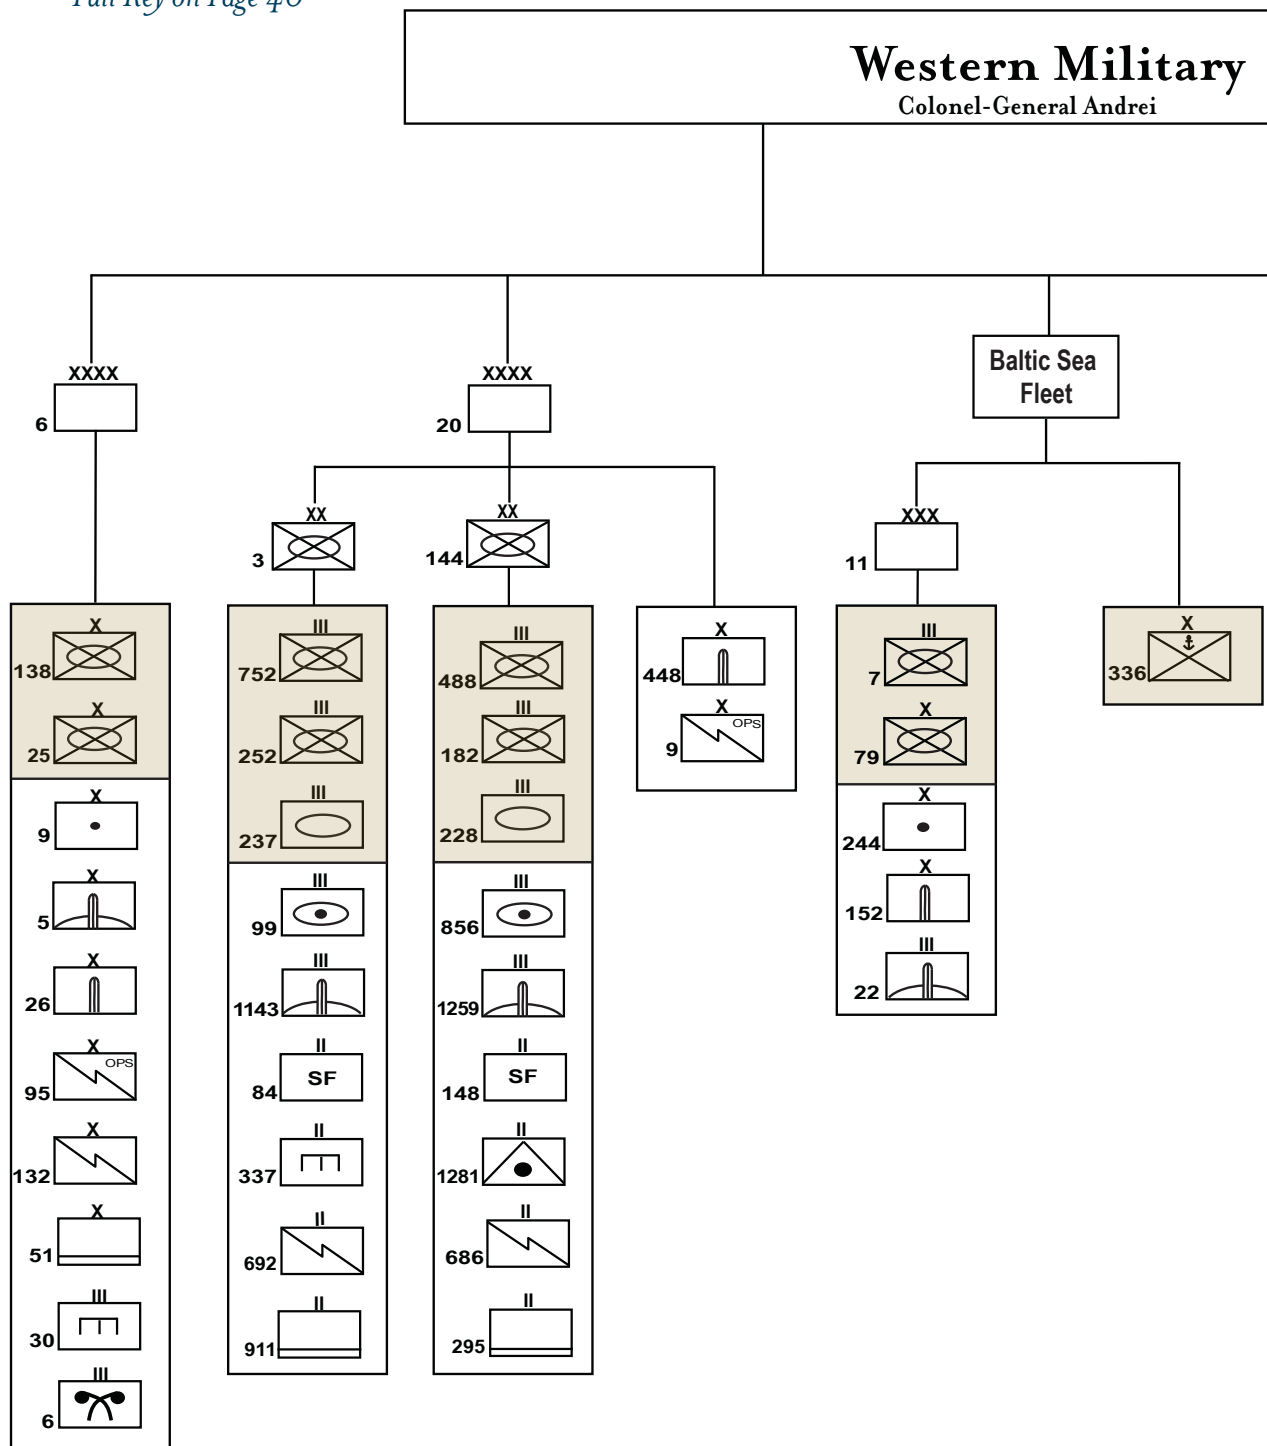 Full Key on Page 40
Western Military
Colonel-General Andrei
XXXX
6
XXXX
20
Baltic Sea
Fleet
XX
3
XX
144
XXX
11
X
138
X
25
X
9
X
5
X
26
X
OPS
95
X
132
X
51
III
30
III
6
III
752
III
252
III
237
III
99
III
1143
II
SF
84
II
337
II
692
II
911
III
488
III
182
III
228
III
856
III
1259
II
SF
148
II
1281
II
686
II
295
X
448
X
OPS
9
III
7
X
79
X
244
X
152
III
22
X
336